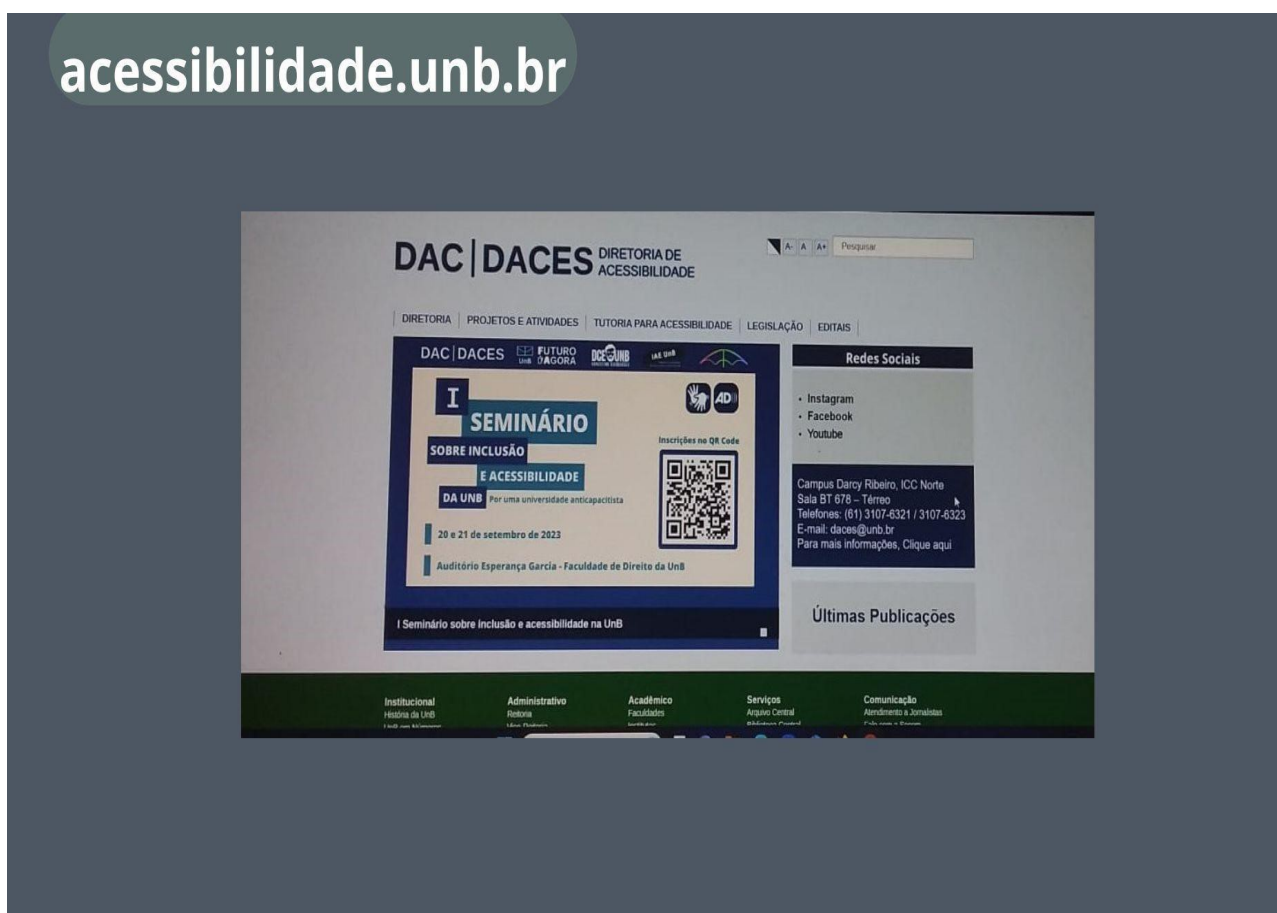 acessibilidade.unb.br
DAC|DACES DIRETORIA DE
ACESSIBILIDADE
A- A A+ Pesquisar
DIRETORIA PROJETOS E ATIVIDADES TUTORIA PARA ACESSIBILIDADE LEGISLAÇÃO EDITAIS
DAC|DACES UnB FUTURO
D'AGORA DCE UNB IAE UnB
I
SEMINÁRIO
SOBRE INCLUSÃO
E ACESSIBILIDADE
DA UNB Por uma universidade anticapacitista
20 e 21 de setembro de 2023
Auditório Esperança Garcia - Faculdade de Direito da UnB
AD
Inscrições no QR Code
I Seminário sobre inclusão e acessibilidade na UnB
Redes Sociais
Instagram
Facebook
Youtube
Campus Darcy Ribeiro, ICC Norte
Sala BT 678 – Térreo
Telefones: (61) 3107-6321 / 3107-6323
E-mail: daces@unb.br
Para mais informações, Clique aqui
Últimas Publicações
Institucional Administrativo Acadêmico Serviços Comunicação
História da UnB Reitoria Faculdades Arquivo Central Atendimento a Jornalistas